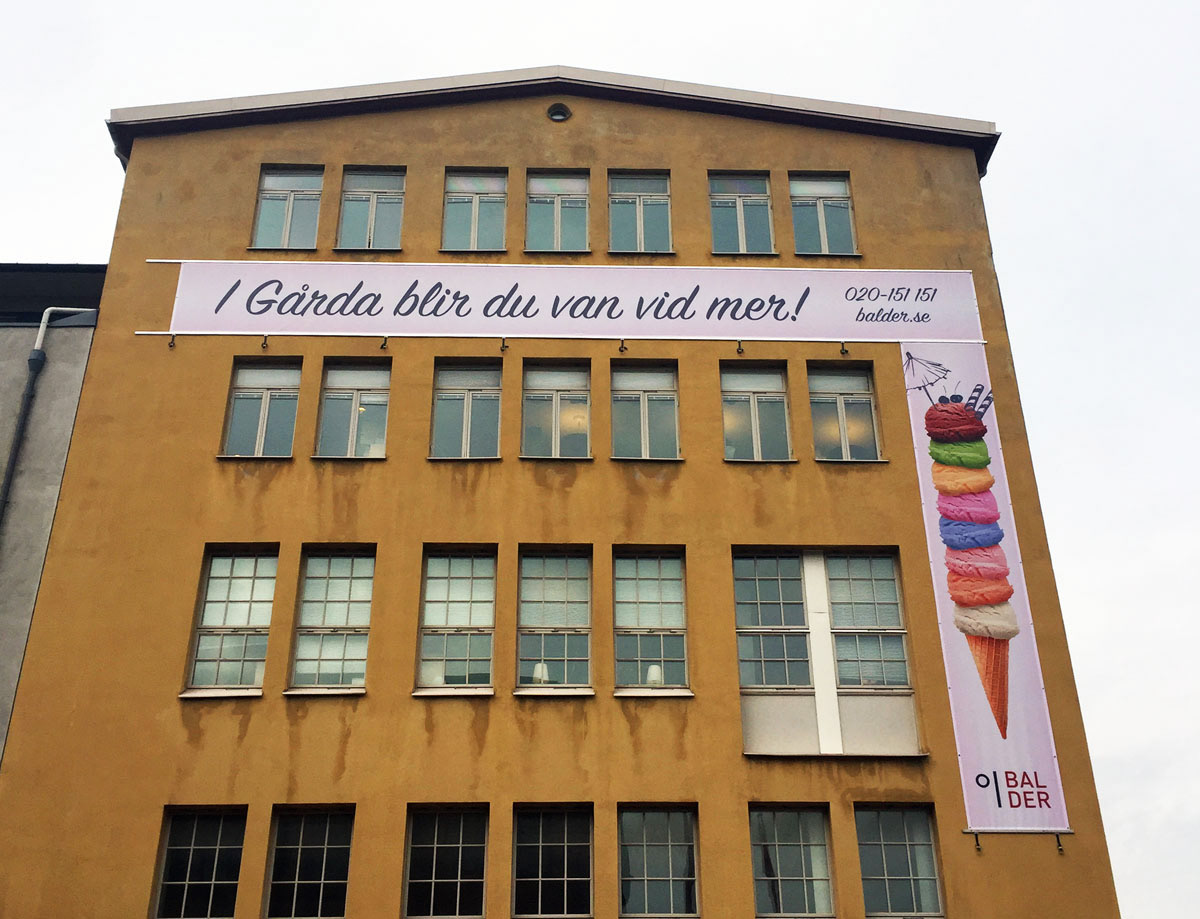 I Gårda blir du van vid mer!
020-151 151
balder.se
BAL
DER